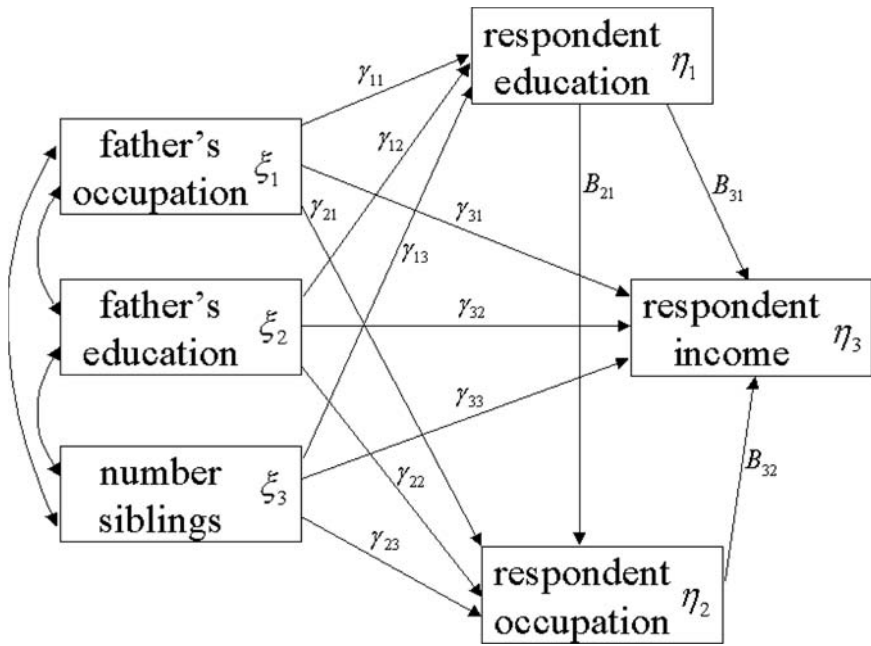 respondent
education η₁
γ₁₁
father’s
occupation ξ₁
γ₁₂
γ₂₁
γ₃₁
γ₁₃
B₂₁
B₃₁
father’s
education ξ₂
γ₃₂
respondent
income η₃
γ₃₃
number
siblings ξ₃
γ₂₂
γ₂₃
B₃₂
respondent
occupation η₂